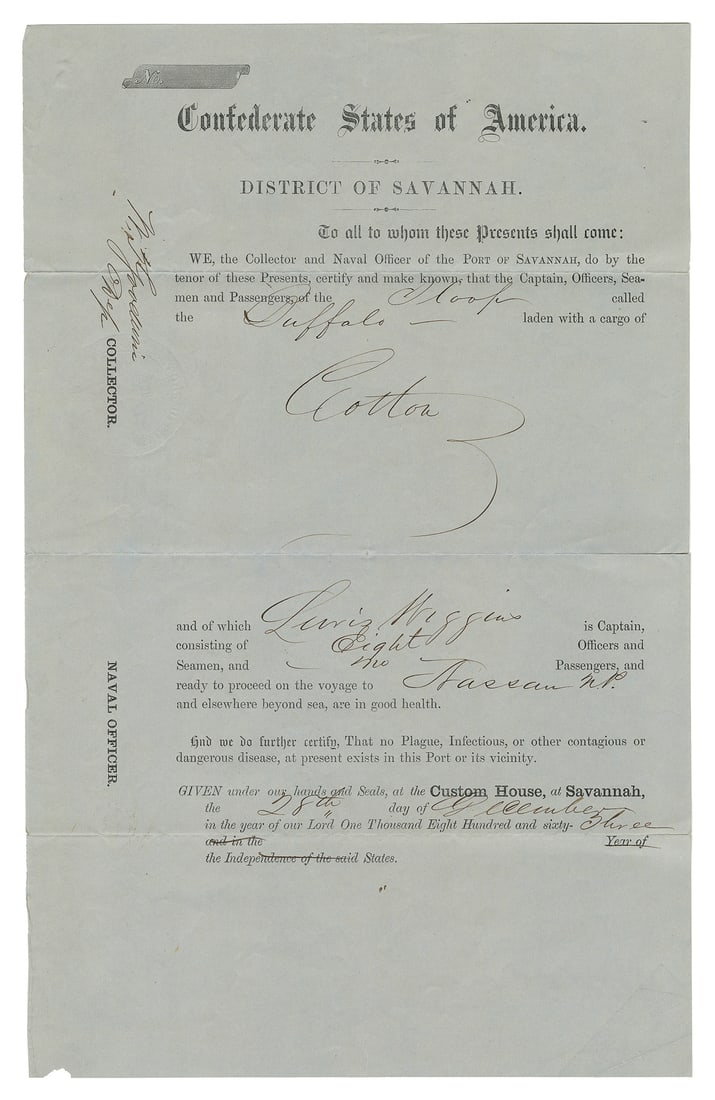 No.
Confederate States of America.
DISTRICT OF SAVANNAH.
To all to whom these Presents shall come:
WE, the Collector and Naval Officer of the PORT OF SAVANNAH, do by the
tenor of these Presents, certify and make known, that the Captain, Officers, Sea-
men and Passengers, of the Sloop called
the Buffalo — laden with a cargo of
Cotton
and of which Lewis Wiggins is Captain,
consisting of Eight Officers and
Seamen, and no Passengers, and
ready to proceed on the voyage to Nassau N.P.
and elsewhere beyond sea, are in good health.
And we do further certify, That no Plague, Infectious, or other contagious or
dangerous disease, at present exists in this Port or its vicinity.
GIVEN under our hands and Seals, at the Custom House, at Savannah,
the 28th day of December
in the year of our Lord One Thousand Eight Hundred and sixty-Three
and in the Year of
the Independence of the said States.
COLLECTOR.
NAVAL OFFICER.